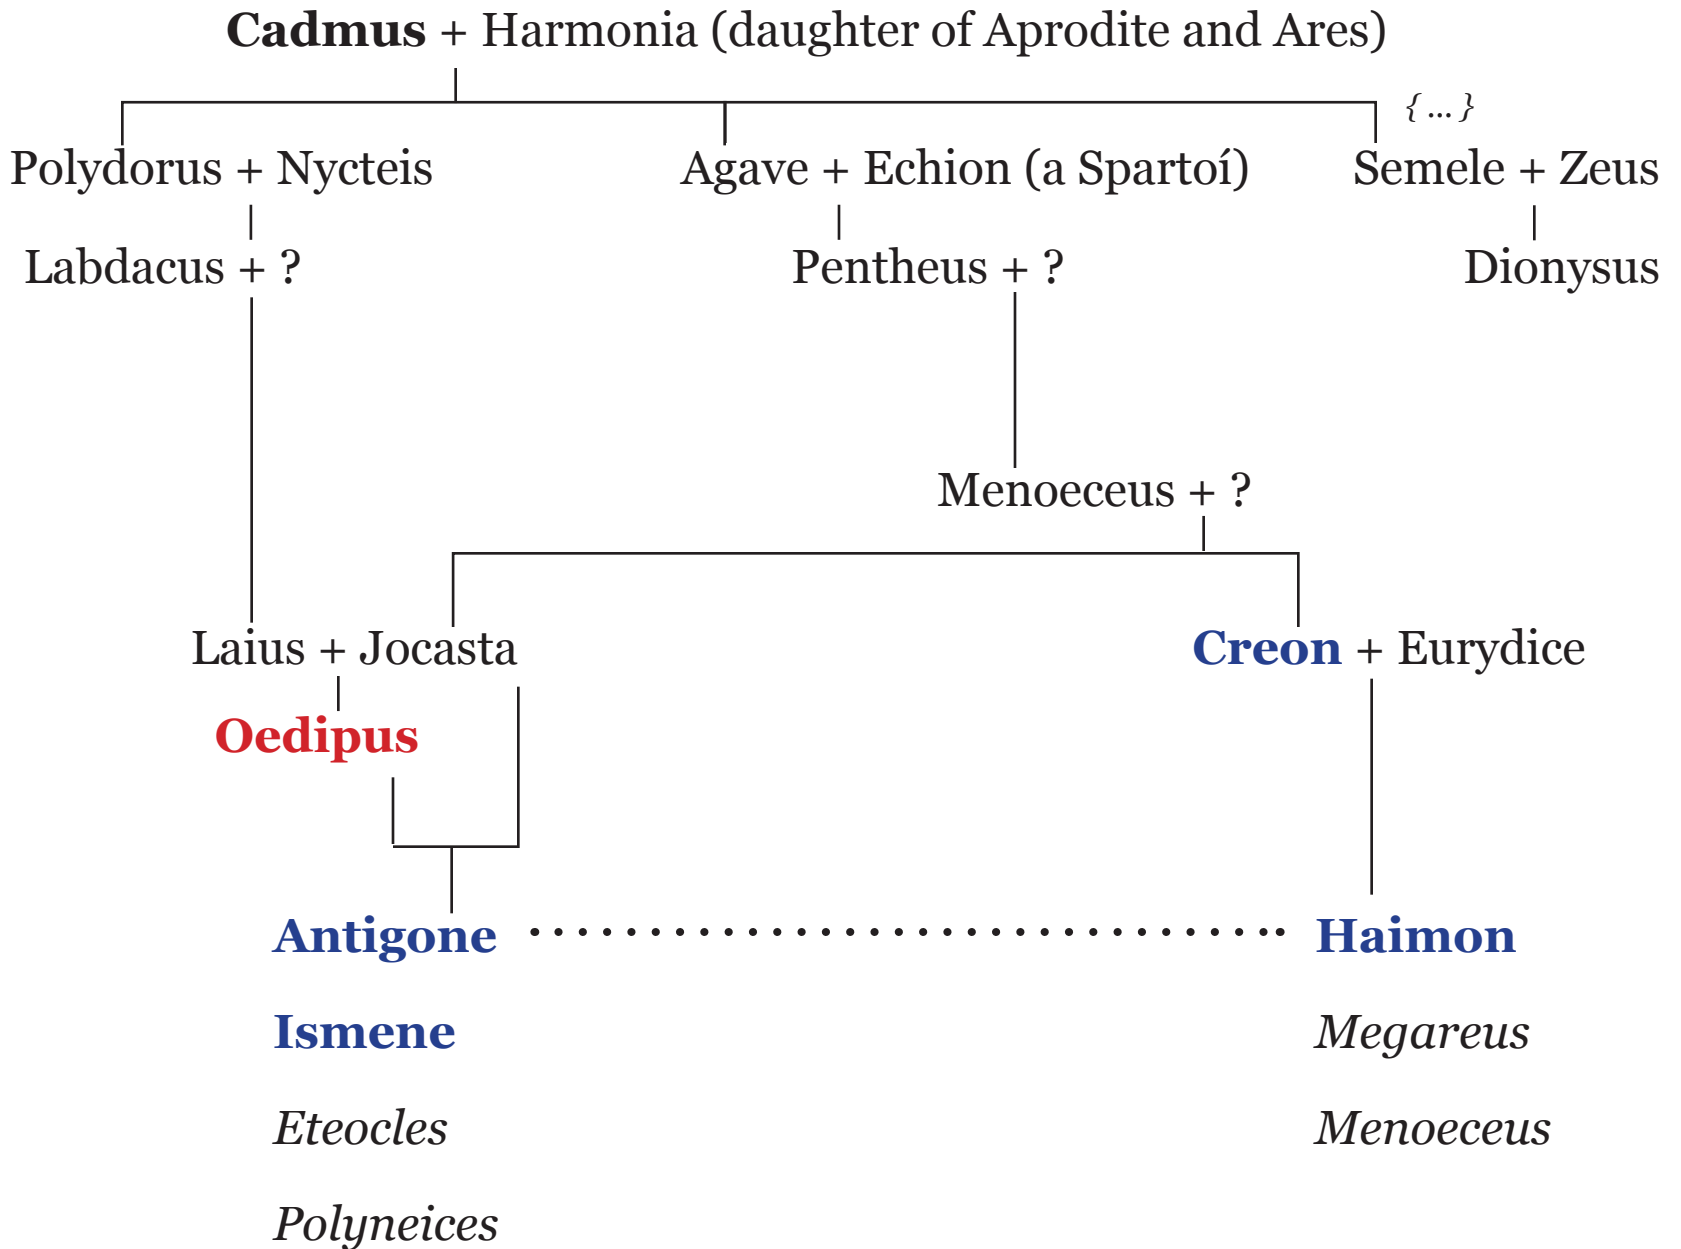 Cadmus + Harmonia (daughter of Aprodite and Ares)
{ ... }
Polydorus + Nycteis
Agave + Echion (a Spartoí)
Semele + Zeus
Labdacus + ?
Pentheus + ?
Dionysus
Menoeceus + ?
Laius + Jocasta
Creon + Eurydice
Oedipus
Antigone
Haimon
Ismene
Megareus
Eteocles
Menoeceus
Polyneices